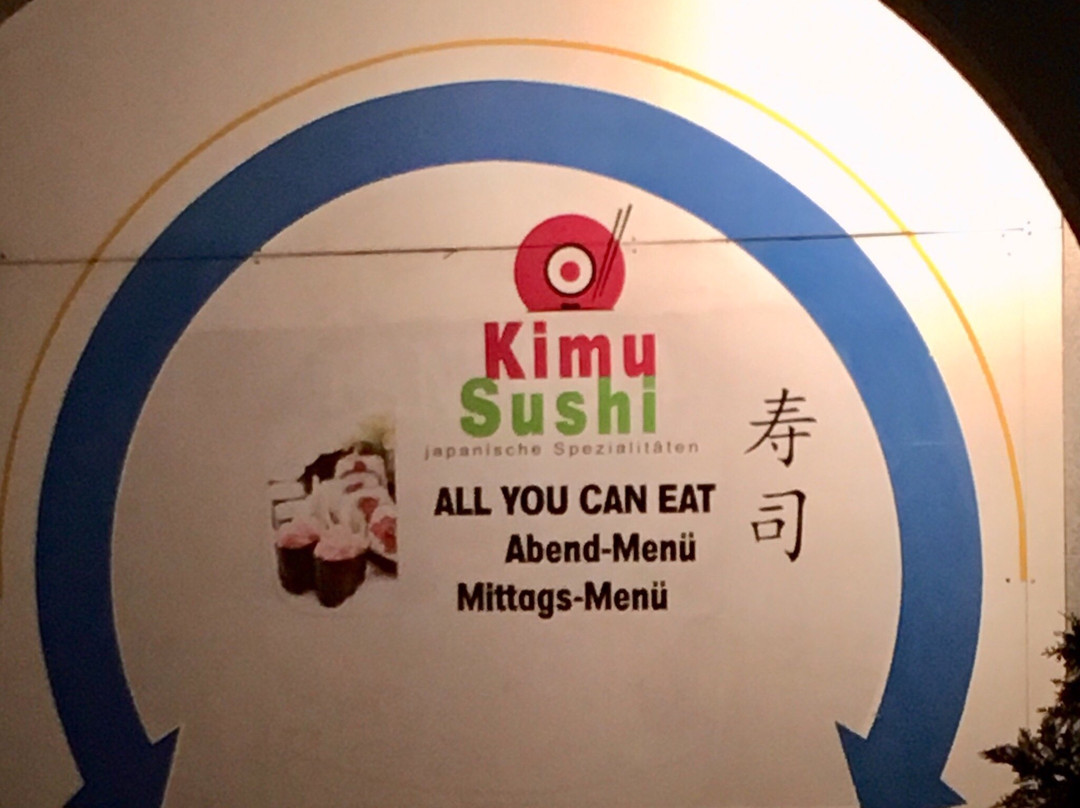 Kimu
Sushi
japanische Spezialitäten
ALL YOU CAN EAT
Abend-Menü
Mittags-Menü
寿
司